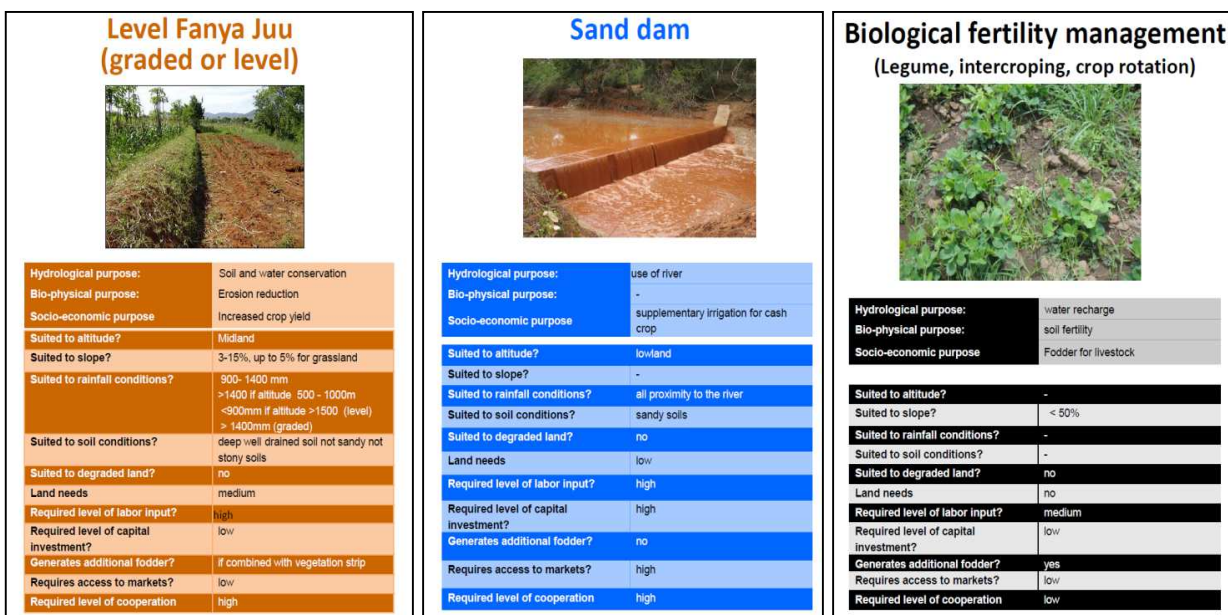 Level Fanya Juu
(graded or level)
Hydrological purpose: Soil and water conservation
Bio-physical purpose: Erosion reduction
Socio-economic purpose Increased crop yield
Suited to altitude? Midland
Suited to slope? 3-15%, up to 5% for grassland
Suited to rainfall conditions? 900- 1400 mm
>1400 if altitude 500 - 1000m
<900mm if altitude >1500 (level)
> 1400mm (graded)
Suited to soil conditions? deep well drained soil not sandy not
stony soils
Suited to degraded land? no
Land needs medium
Required level of labor input? high
Required level of capital low
investment?
Generates additional fodder? if combined with vegetation strip
Requires access to markets? low
Required level of cooperation high
Sand dam
Hydrological purpose: use of river
Bio-physical purpose: -
Socio-economic purpose supplementary irrigation for cash
crop
Suited to altitude? lowland
Suited to slope? -
Suited to rainfall conditions? all proximity to the river
Suited to soil conditions? sandy soils
Suited to degraded land? no
Land needs low
Required level of labor input? high
Required level of capital high
investment?
Generates additional fodder? no
Requires access to markets? high
Required level of cooperation high
Biological fertility management
(Legume, intercroping, crop rotation)
Hydrological purpose: water recharge
Bio-physical purpose: soil fertility
Socio-economic purpose Fodder for livestock
Suited to altitude? -
Suited to slope? < 50%
Suited to rainfall conditions? -
Suited to soil conditions? -
Suited to degraded land? no
Land needs no
Required level of labor input? medium
Required level of capital low
investment?
Generates additional fodder? yes
Requires access to markets? low
Required level of cooperation low